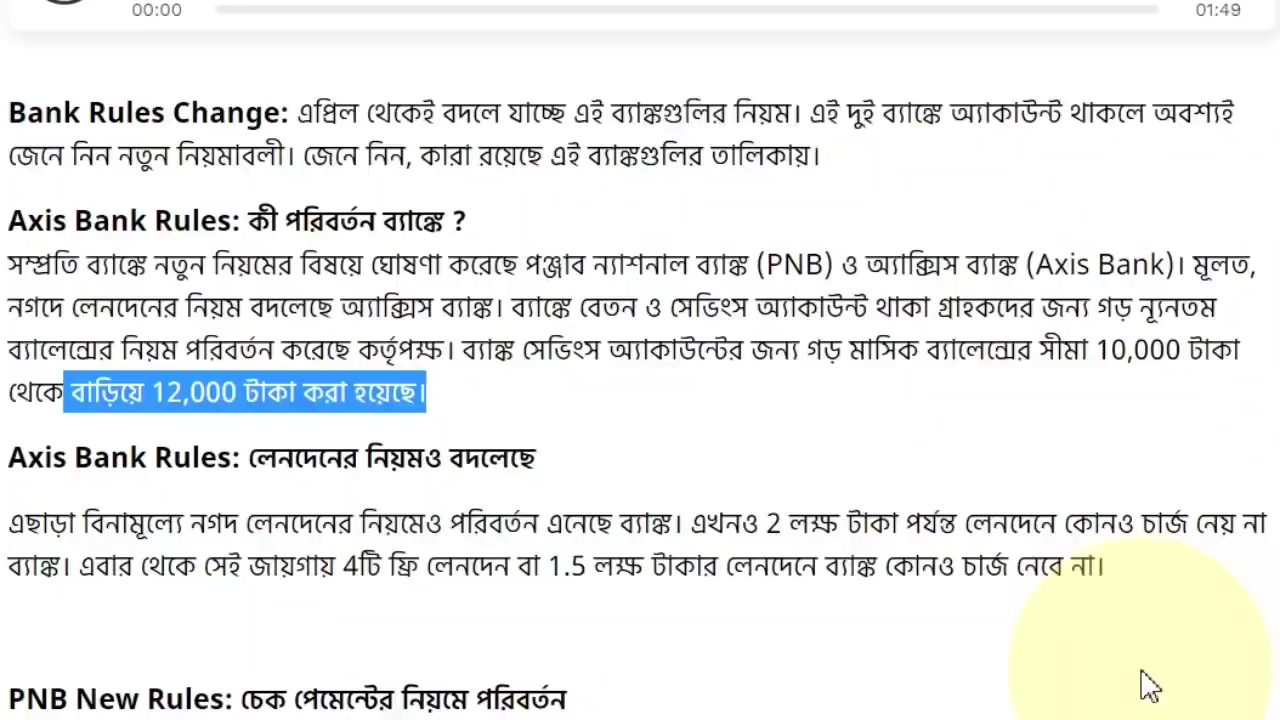 00:00
01:49
Bank Rules Change: এপ্রিল থেকেই বদলে যাচ্ছে এই ব্যাঙ্কগুলির নিয়ম। এই দুই ব্যাঙ্কে অ্যাকাউন্ট থাকলে অবশ্যই
জেনে নিন নতুন নিয়মাবলী। জেনে নিন, কারা রয়েছে এই ব্যাঙ্কগুলির তালিকায়।
Axis Bank Rules: কী পরিবর্তন ব্যাঙ্কে ?
সম্প্রতি ব্যাঙ্কে নতুন নিয়মের বিষয়ে ঘোষণা করেছে পঞ্জাব ন্যাশনাল ব্যাঙ্ক (PNB) ও অ্যাক্সিস ব্যাঙ্ক (Axis Bank)। মূলত,
নগদে লেনদেনের নিয়ম বদলেছে অ্যাক্সিস ব্যাঙ্ক। ব্যাঙ্কে বেতন ও সেভিংস অ্যাকাউন্ট থাকা গ্রাহকদের জন্য গড় ন্যূনতম
ব্যালেন্সের নিয়ম পরিবর্তন করেছে কর্তৃপক্ষ। ব্যাঙ্ক সেভিংস অ্যাকাউন্টের জন্য গড় মাসিক ব্যালেন্সের সীমা 10,000 টাকা
থেকে বাড়িয়ে 12,000 টাকা করা হয়েছে।
Axis Bank Rules: লেনদেনের নিয়মও বদলেছে
এছাড়া বিনামূল্যে নগদ লেনদেনের নিয়মেও পরিবর্তন এনেছে ব্যাঙ্ক। এখনও 2 লক্ষ টাকা পর্যন্ত লেনদেনে কোনও চার্জ নেয় না
ব্যাঙ্ক। এবার থেকে সেই জায়গায় 4টি ফ্রি লেনদেন বা 1.5 লক্ষ টাকার লেনদেনে ব্যাঙ্ক কোনও চার্জ নেবে না।
PNB New Rules: চেক পেমেন্টের নিয়মে পরিবর্তন